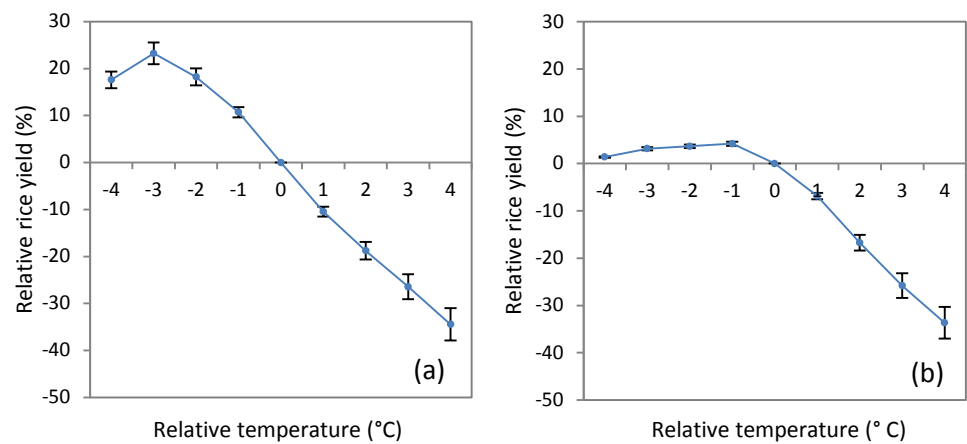 30
20
10
0
-10
-20
-30
-40
-50
-4 -3 -2 -1 0 1 2 3 4
Relative rice yield (%)
Relative temperature (°C)
(a)
30
20
10
0
-10
-20
-30
-40
-50
-4 -3 -2 -1 0 1 2 3 4
Relative rice yield (%)
Relative temperature (° C)
(b)